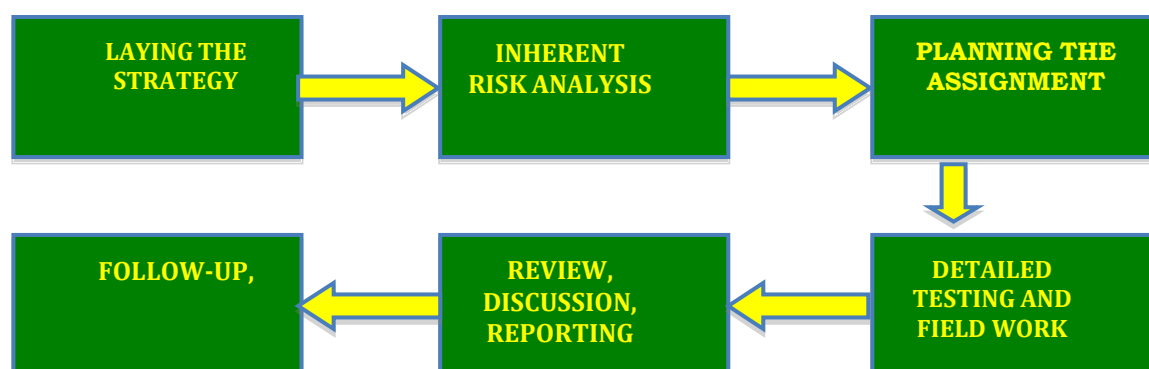 LAYING THE
STRATEGY
INHERENT
RISK ANALYSIS
PLANNING THE
ASSIGNMENT
DETAILED
TESTING AND
FIELD WORK
REVIEW,
DISCUSSION,
REPORTING
FOLLOW-UP,